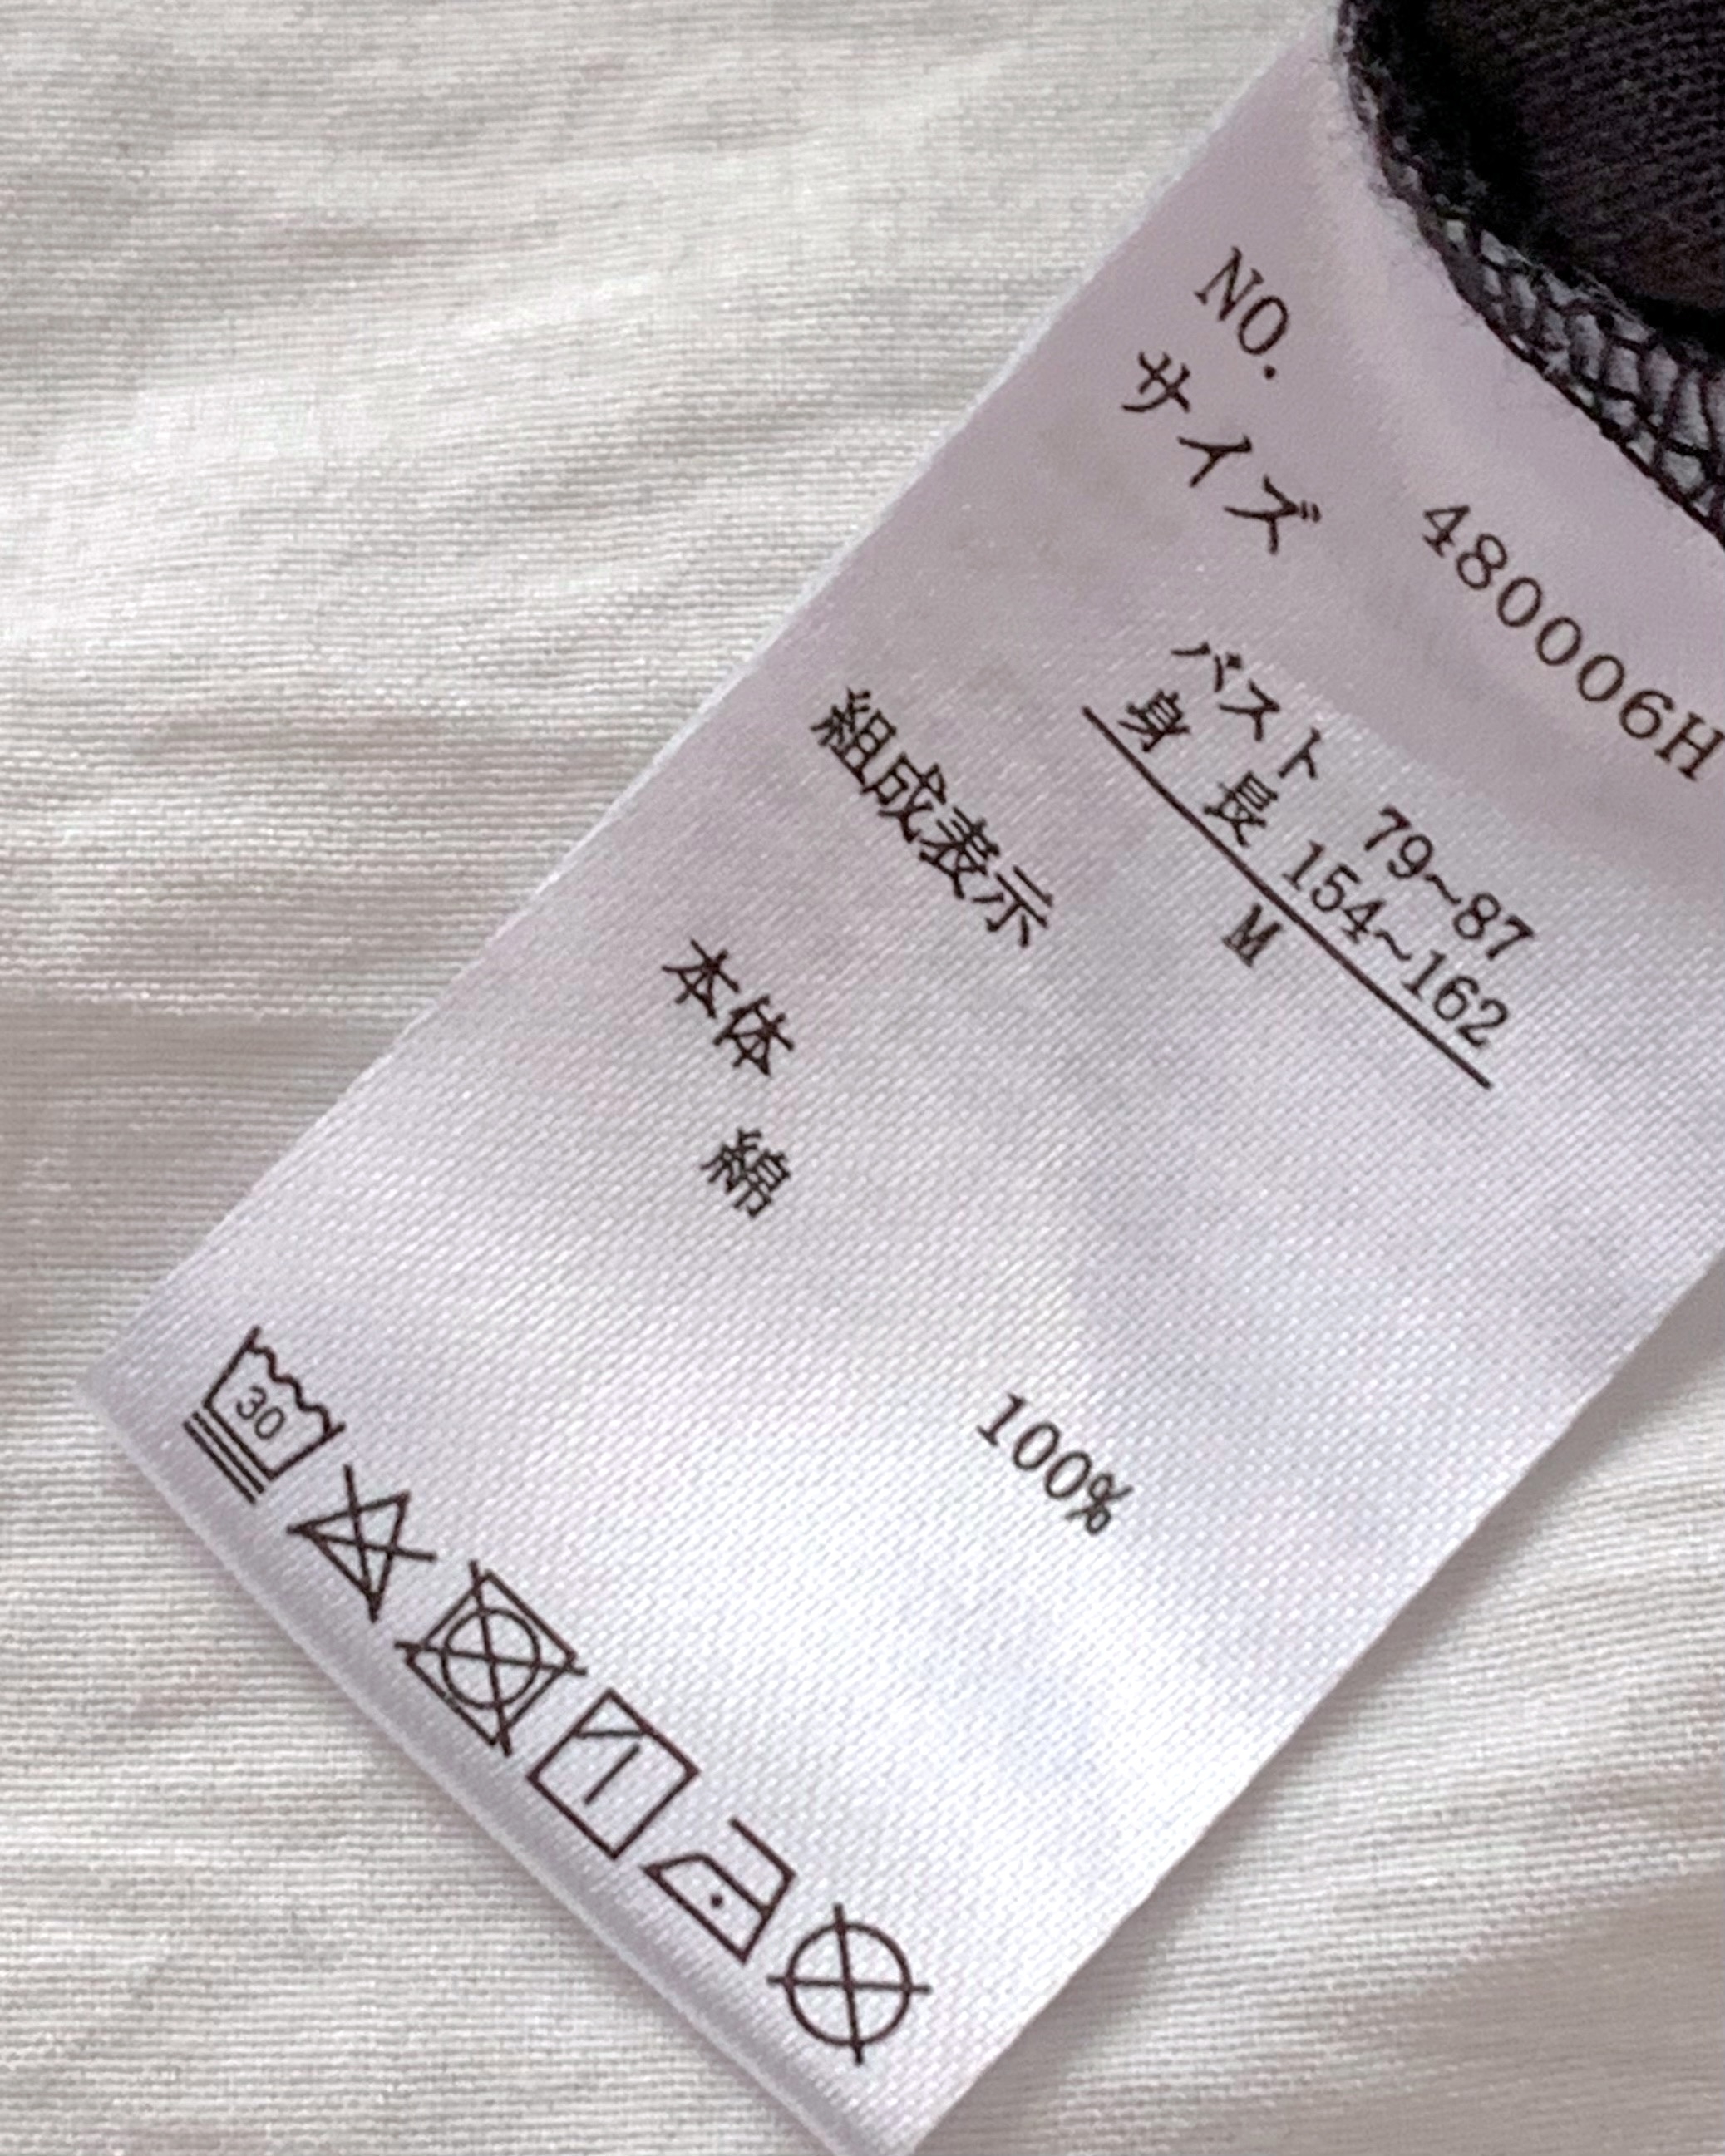 NO. 480006H
サイズ
バスト 79~87
身長 154~162
M
組成表示
本体
綿 100%
30